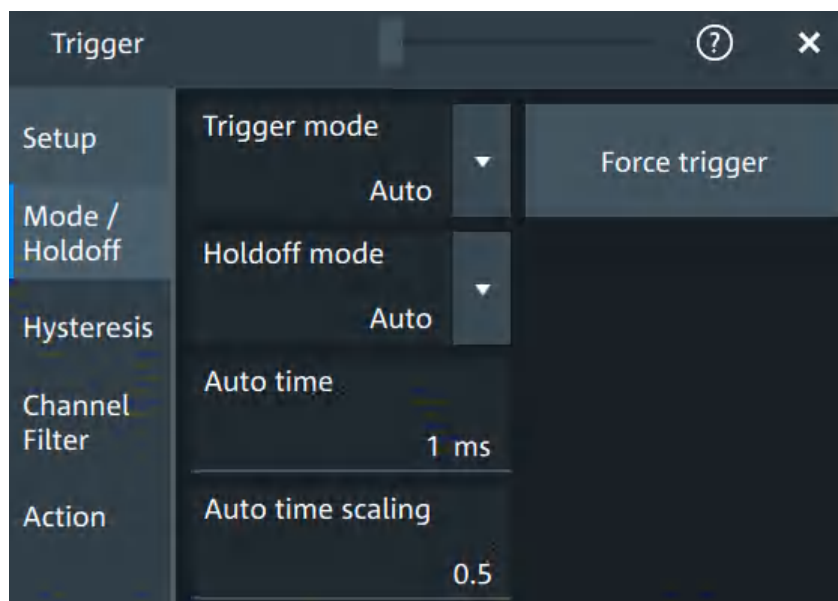 Trigger
?
Setup
Mode /
Holdoff
Hysteresis
Channel
Filter
Action
Trigger mode
Auto
Force trigger
Holdoff mode
Auto
Auto time
1 ms
Auto time scaling
0.5